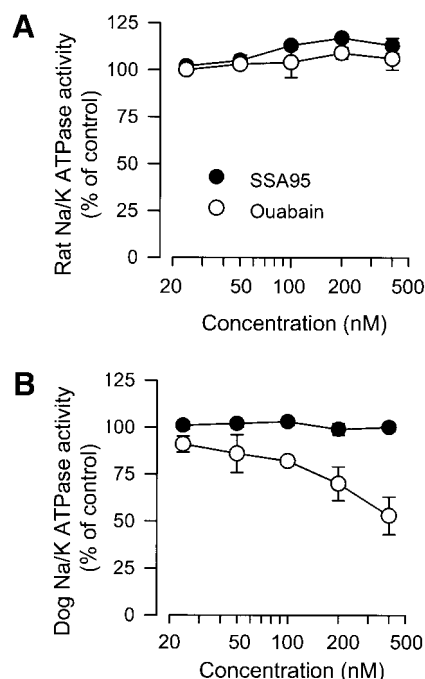 A
Rat Na/K ATPase activity
(% of control)
125
100
75
50
25
0
SSA95
Ouabain
20 50 100 200 500
Concentration (nM)
B
Dog Na/K ATPase activity
(% of control)
125
100
75
50
25
0
20 50 100 200 500
Concentration (nM)